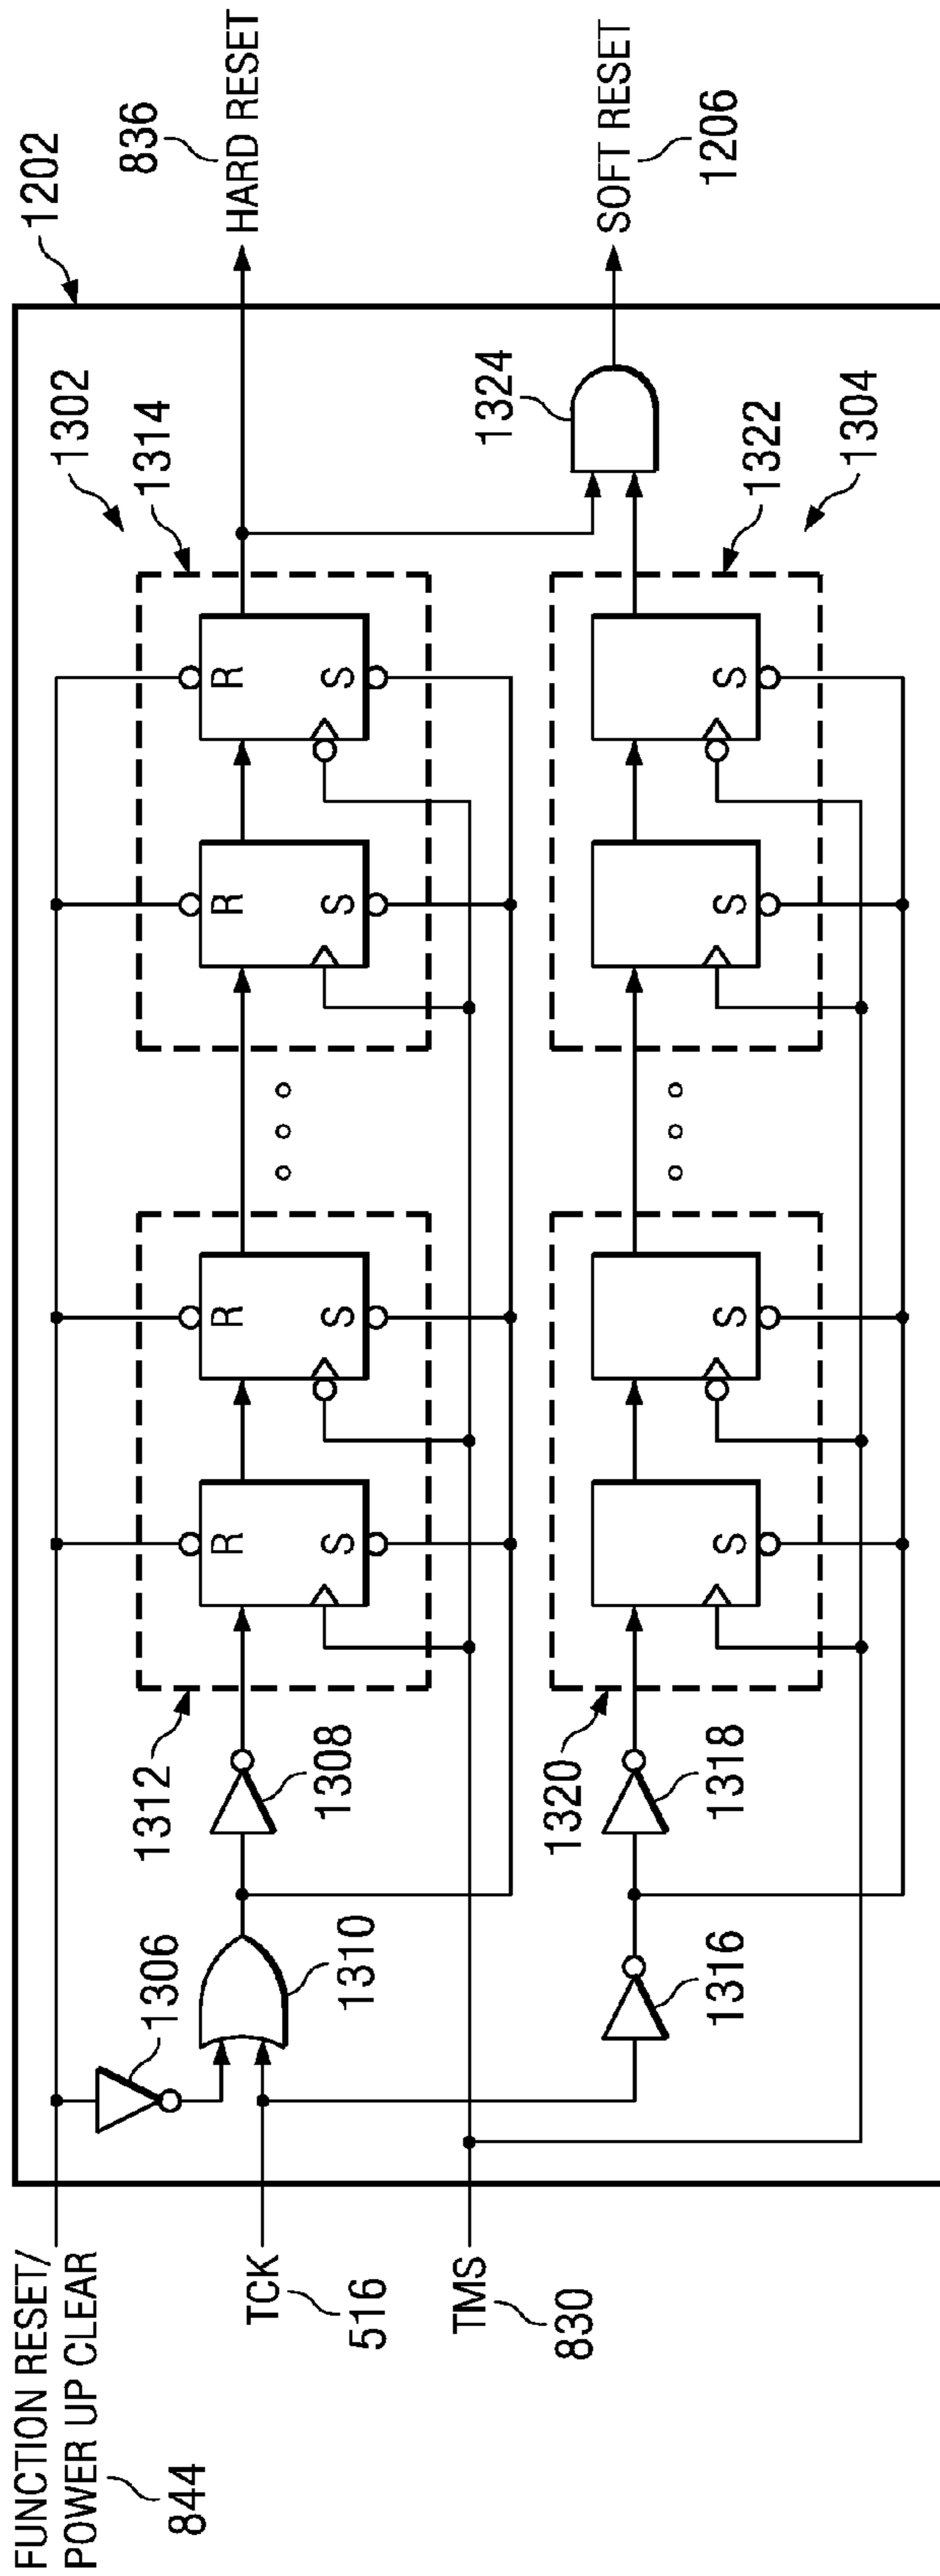 FUNCTION RESET/
POWER UP CLEAR
844
TCK
516
TMS
830
1202
1302
1314
836
HARD RESET
1306
1310
1308
1312
R
S
R
S
R
S
R
S
1316
1318
1320
S
S
S
S
1322
1304
1324
SOFT RESET
1206